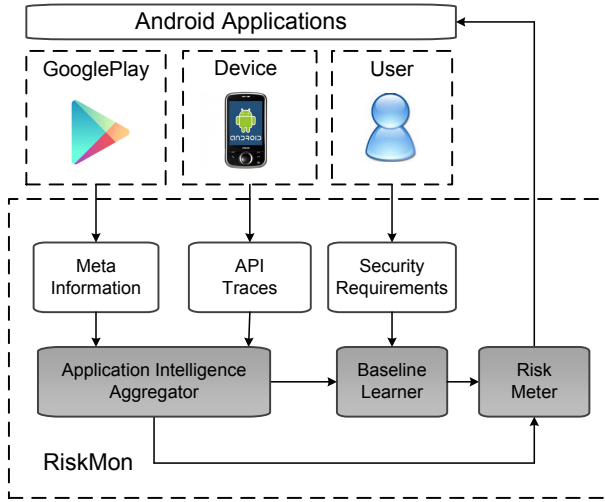 Android Applications
GooglePlay
Device
User
ANDROID
Meta
Information
API
Traces
Security
Requirements
Application Intelligence
Aggregator
Baseline
Learner
Risk
Meter
RiskMon